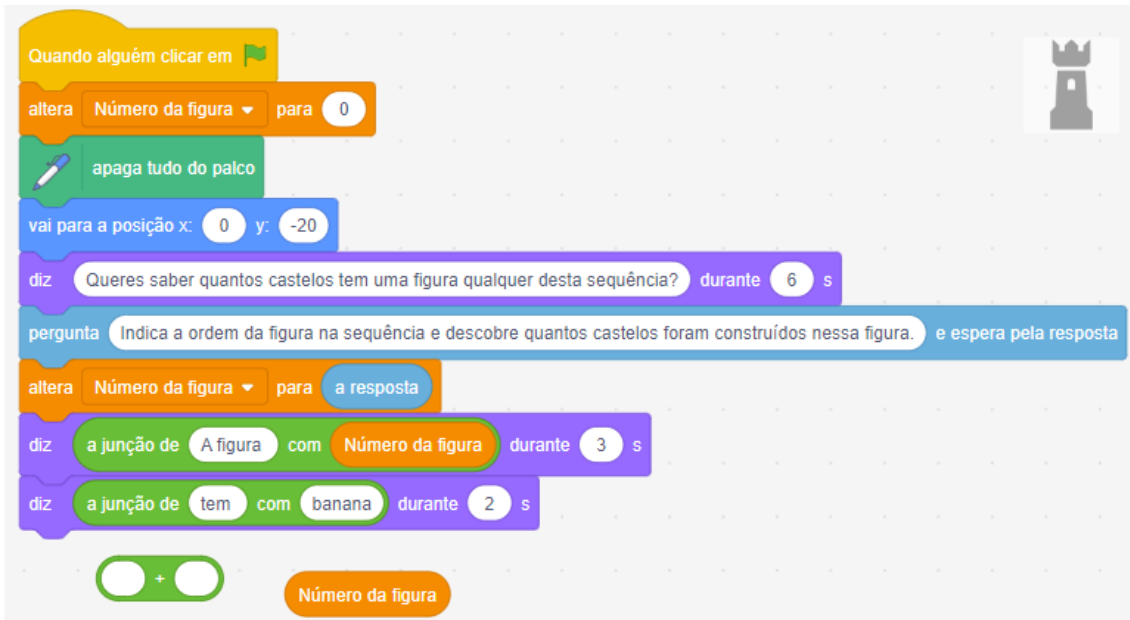 Quando alguém clicar em
altera Número da figura para 0
apaga tudo do palco
vai para a posição x: 0 y: -20
diz Queres saber quantos castelos tem uma figura qualquer desta sequência? durante 6 s
pergunta Indica a ordem da figura na sequência e descobre quantos castelos foram construídos nessa figura. e espera pela resposta
altera Número da figura para a resposta
diz a junção de A figura com Número da figura durante 3 s
diz a junção de tem com banana durante 2 s
+
Número da figura